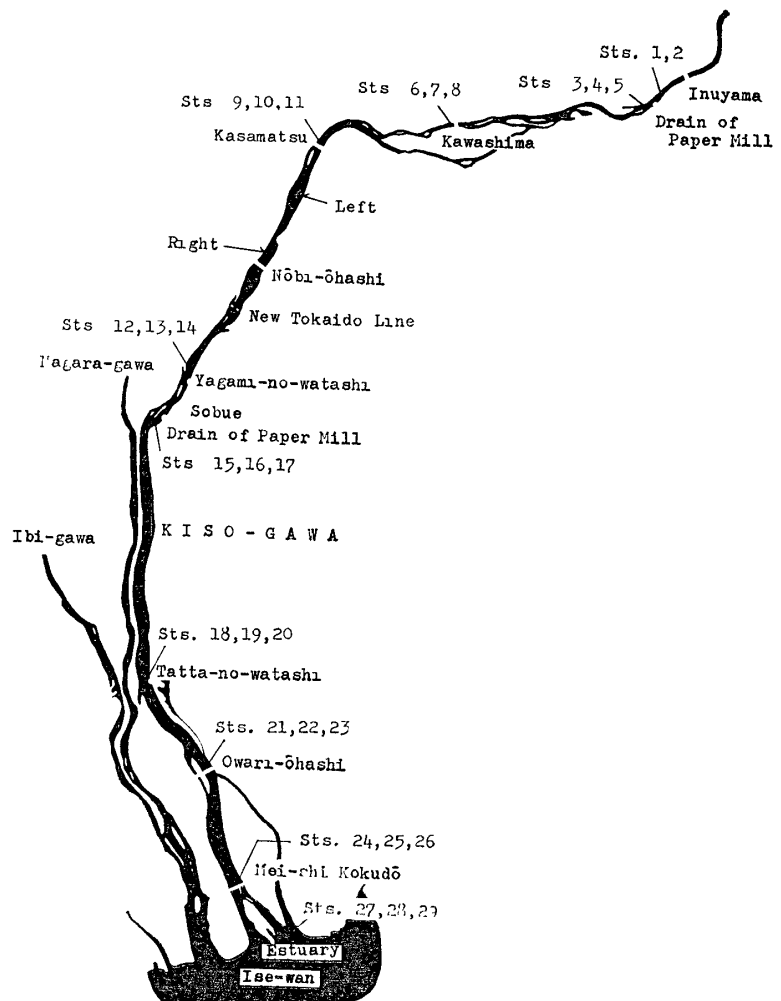 Sts. 1,2
Sts 3,4,5
Sts 6,7,8
Inuyama
Sts 9,10,11
Drain of
Paper Mill
Kasamatsu
Kawashima
Left
Right
Nōbi-ōhashi
New Tokaido Line
Sts 12,13,14
Nagara-gawa
Yagami-no-watashi
Sobue
Drain of Paper Mill
Sts 15,16,17
KISO-GAWA
Ibi-gawa
Sts. 18,19,20
Tatta-no-watashi
Sts. 21,22,23
Owari-ōhashi
Sts. 24,25,26
Mei-chi Kokudō
Sts. 27,28,29
Estuary
Ise-wan